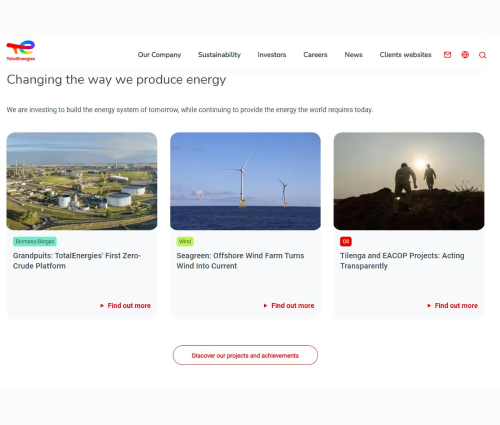 TotalEnergies
Our Company Sustainability Investors Careers News Clients websites
Changing the way we produce energy
We are investing to build the energy system of tomorrow, while continuing to provide the energy the world requires today.
Biomass/Biogas
Grandpuits: TotalEnergies' First Zero-
Crude Platform
Find out more
Wind
Seagreen: Offshore Wind Farm Turns
Wind Into Current
Find out more
Oil
Tilenga and EACOP Projects: Acting
Transparently
Find out more
Discover our projects and achievements